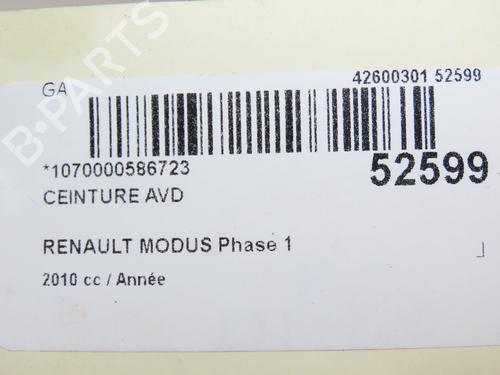 GA
42600301 52599
*1070000586723
52599
CEINTURE AVD
RENAULT MODUS Phase 1
2010 cc / Année
B-PARTS